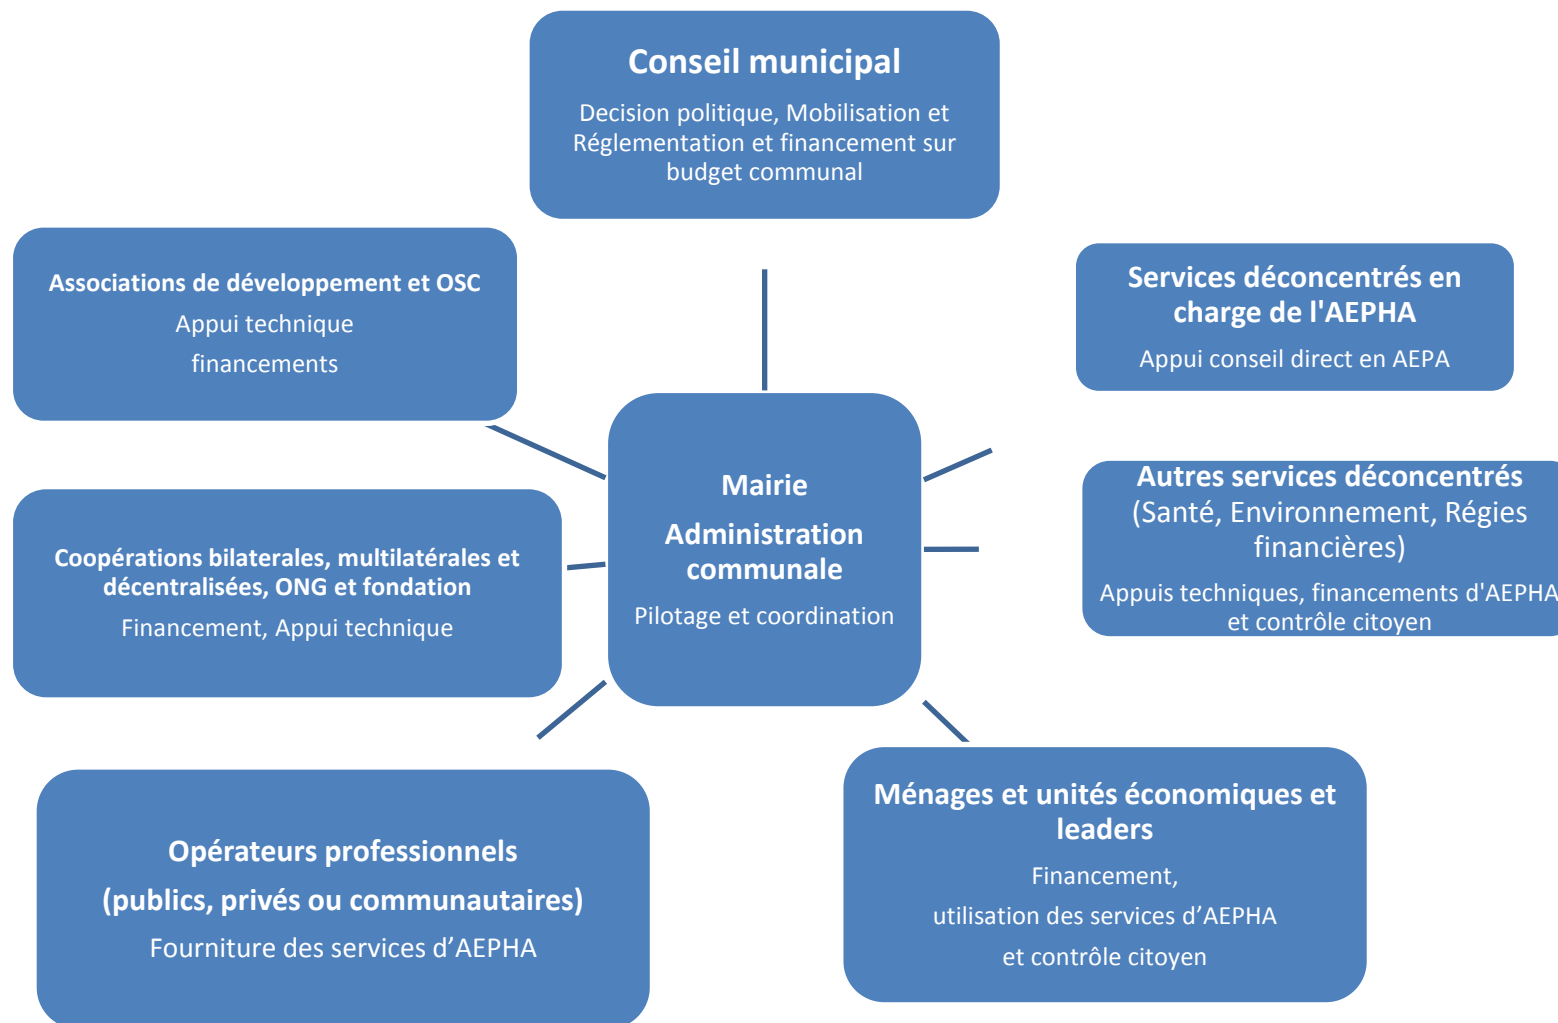 Conseil municipal
Decision politique, Mobilisation et
Réglementation et financement sur
budget communal
Associations de développement et OSC
Appui technique
financements
Services déconcentrés en
charge de l'AEPHA
Appui conseil direct en AEPA
Mairie
Administration
communale
Pilotage et coordination
Coopérations bilaterales, multilatérales et
décentralisées, ONG et fondation
Financement, Appui technique
Autres services déconcentrés
(Santé, Environnement, Régies
financières)
Appuis techniques, financements d'AEPHA
et contrôle citoyen
Opérateurs professionnels
(publics, privés ou communautaires)
Fourniture des services d’AEPHA
Ménages et unités économiques et
leaders
Financement,
utilisation des services d’AEPHA
et contrôle citoyen